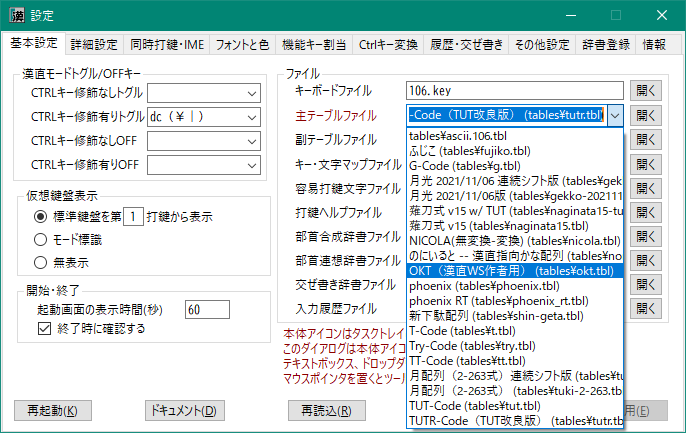 設定
基本設定 詳細設定 同時打鍵・IME フォントと色 機能キー割当 Ctrlキー変換 履歴・交ぜ書き その他設定 辞書登録 情報
漢直モードトグル/OFFキー
CTRLキー修飾なしトグル
CTRLキー修飾有りトグル dc (¥|)
CTRLキー修飾なしOFF
CTRLキー修飾有りOFF
仮想鍵盤表示
標準鍵盤を第 1 打鍵から表示
モード標識
無表示
開始・終了
起動画面の表示時間(秒) 60
終了時に確認する
ファイル
キーボードファイル 106.key 開く
主テーブルファイル -Code（TUT改良版） (tables¥tutr.tbl) 開く
副テーブルファイル 開く
キー・文字マップファイル 開く
容易打鍵文字ファイル 開く
打鍵ヘルプファイル 開く
部首合成辞書ファイル 開く
部首連想辞書ファイル 開く
交ぜ書き辞書ファイル 開く
入力履歴ファイル 開く
tables¥ascii.106.tbl
ふじこ (tables¥fujiko.tbl)
G-Code (tables¥g.tbl)
月光 2021/11/06 連続シフト版 (tables¥gekk
月光 2021/11/06版 (tables¥gekko-2021110
薙刀式 v15 w/ TUT (tables¥naginata15-tu
薙刀式 v15 (tables¥naginata15.tbl)
NICOLA(無変換-変換) (tables¥nicola.tbl)
のにいると -- 漢直指向かな配列 (tables¥no
OKT（漢直WS作者用） (tables¥okt.tbl)
phoenix (tables¥phoenix.tbl)
phoenix RT (tables¥phoenix_rt.tbl)
新下駄配列 (tables¥shin-geta.tbl)
T-Code (tables¥t.tbl)
Try-Code (tables¥try.tbl)
TT-Code (tables¥tt.tbl)
月配列（2-263式）連続シフト版 (tables¥tu
月配列（2-263式） (tables¥tuki-2-263.tbl
TUT-Code (tables¥tut.tbl)
TUTR-Code（TUT改良版） (tables¥tutr.tb
本体アイコンはタスクトレイ
このダイアログは本体アイコ
テキストボックス、ドロップダ
マウスポインタを置くとツール
再起動(K) ドキュメント(D) 再読込(R) 用(E)